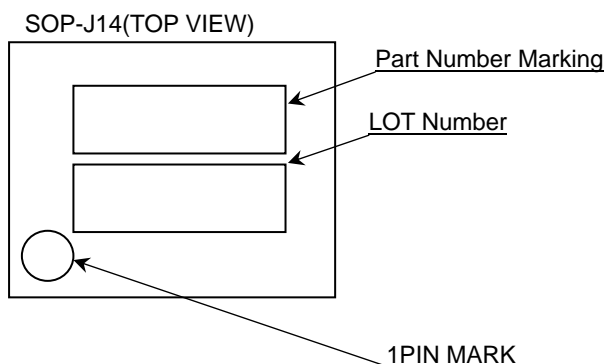 SOP-J14(TOP VIEW)
Part Number Marking
LOT Number
1PIN MARK